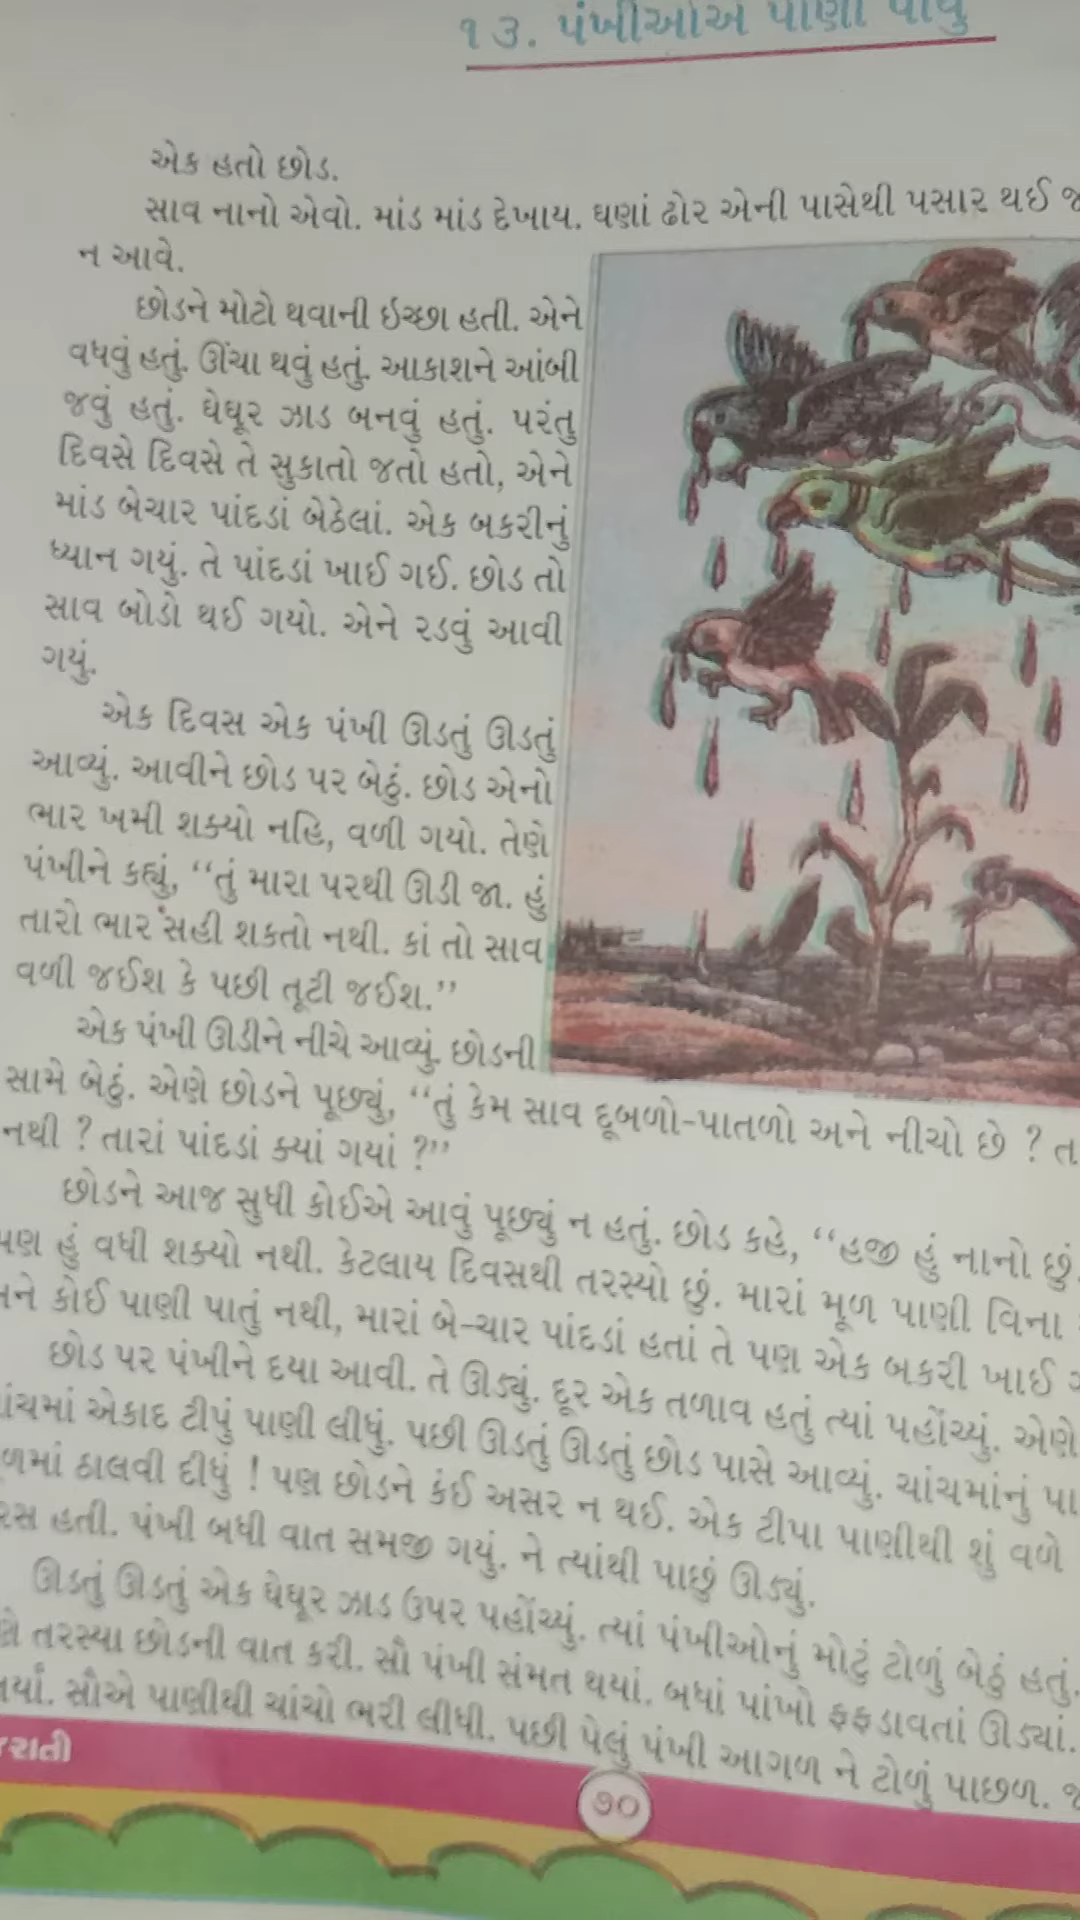 ૧૩. પંખીઓએ પાણી પાયું
એક હતો છોડ.
સાવ નાનો એવો. માંડ માંડ દેખાય. ઘણાં ઢોર એની પાસેથી પસાર થઈ
ન આવે.
છોડને મોટો થવાની ઇચ્છા હતી. એને
વધવું હતું. ઊંચા થવું હતું. આકાશને આંબી
જવું હતું. ઘેઘૂર ઝાડ બનવું હતું. પરંતુ
દિવસે દિવસે તે સુકાતો જતો હતો, એને
માંડ બેચાર પાંદડાં બેઠેલાં. એક બકરીનું
ધ્યાન ગયું. તે પાંદડાં ખાઈ ગઈ. છોડ તો
સાવ બોડો થઈ ગયો. એને રડવું આવી
ગયું.
એક દિવસ એક પંખી ઊડતું ઊડતું
આવ્યું. આવીને છોડ પર બેઠું. છોડ એનો
ભાર ખમી શક્યો નહિ, વળી ગયો. તેણે
પંખીને કહ્યું, ‘‘તું મારા પરથી ઊડી જા. હું
તારો ભાર સહી શકતો નથી. કાં તો સાવ
વળી જઈશ કે પછી તૂટી જઈશ.’’
એક પંખી ઊડીને નીચે આવ્યું. છોડની
સામે બેઠું. એણે છોડને પૂછ્યું, ‘‘તું કેમ સાવ દૂબળો-પાતળો અને નીચો છે ?
નથી ? તારાં પાંદડાં ક્યાં ગયાં ?’’
છોડને આજ સુધી કોઈએ આવું પૂછ્યું ન હતું. છોડ કહે, ‘‘હજી હું નાનો છું.
પણ હું વધી શક્યો નથી. કેટલાય દિવસથી તરસ્યો છું. મારાં મૂળ પાણી વિના
કોઈ પાણી પાતું નથી, મારાં બે-ચાર પાંદડાં હતાં તે પણ એક બકરી ખાઈ
છોડ પર પંખીને દયા આવી. તે ઊડ્યું. દૂર એક તળાવ હતું ત્યાં પહોંચ્યું. એણે
એકાદ ટીપું પાણી લીધું. પછી ઊડતું ઊડતું છોડ પાસે આવ્યું. ચાંચમાંનું
ઠાલવી દીધું ! પણ છોડને કંઈ અસર ન થઈ. એક ટીપા પાણીથી શું વળે
હતી. પંખી બધી વાત સમજી ગયું. ને ત્યાંથી પાછું ઊડ્યું.
ઊડતું ઊડતું એક ઘેઘૂર ઝાડ ઉપર પહોંચ્યું. ત્યાં પંખીઓનું મોટું ટોળું બેઠું હતું.
તરસ્યા છોડની વાત કરી. સૌ પંખી સંમત થયાં. બધાં પાંખો ફફડાવતાં ઊડ્યાં.
સૌએ પાણીથી ચાંચો ભરી લીધી. પછી પેલું પંખી આગળ ને ટોળું પાછળ.
૭૦